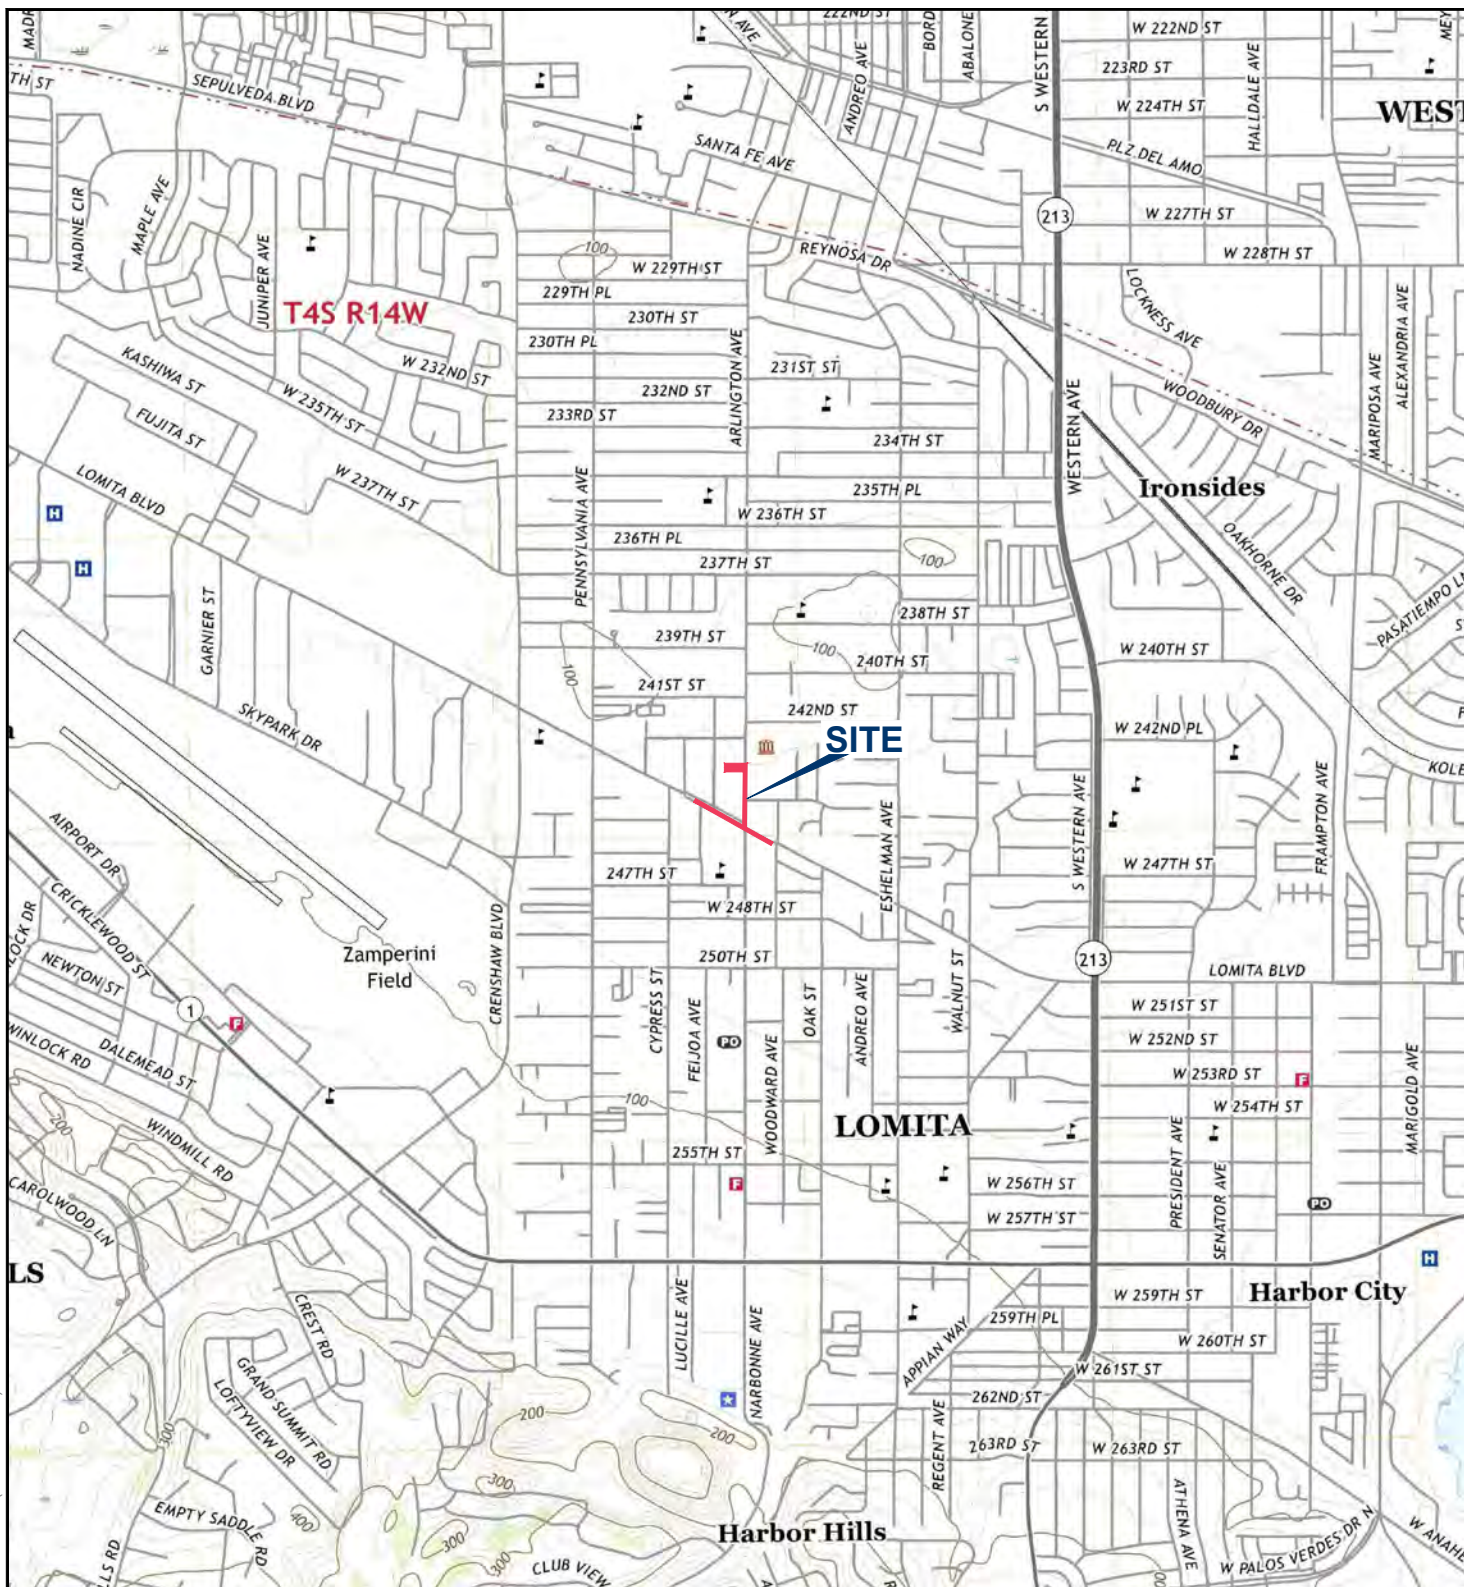 MADR
N AVE
222ND ST
BORD
ABALONE
S WESTERN
W 222ND ST
MEY
TH ST
SEPULVEDA BLVD
ANDREO AVE
223RD ST
W 224TH ST
HALLDALE AVE
WEST
SANTA FE AVE
PLZ DEL AMO
NADINE CIR
MAPLE AVE
213
W 227TH ST
JUNIPER AVE
100
W 229TH ST
REYNOSA DR
W 228TH ST
T4S R14W
229TH PL
230TH ST
LOCKNESS AVE
ALEXANDRIA AVE
KASHIWA ST
W 232ND ST
230TH PL
ARLINGTON AVE
231ST ST
MARIPOSA AVE
W 235TH ST
232ND ST
WOODBURY DR
FUJITA ST
233RD ST
234TH ST
WESTERN AVE
LOMITA BLVD
W 237TH ST
PENNSYLVANIA AVE
235TH PL
Ironsides
H
W 236TH ST
236TH PL
OAKHORNE DR
H
237TH ST
100
GARNIER ST
238TH ST
PASATIEMPO LN
S
239TH ST
100
240TH ST
W 240TH ST
100
241ST ST
SKYPARK DR
242ND ST
W 242ND PL
F
a
SITE
KOLE
S WESTERN AVE
FRAMPTON AVE
AIRPORT DR
247TH ST
ESHELMAN AVE
W 247TH ST
CRICKLEWOOD ST
W 248TH ST
LOCK DR
Zamperini
Field
CRENSHAW BLVD
250TH ST
213
NEWTON ST
CYPRESS ST
FEIJOA AVE
OAK ST
ANDREO AVE
WALNUT ST
LOMITA BLVD
1
F
W 251ST ST
WINLOCK RD
DALEMEAD ST
PO
WOODWARD AVE
W 252ND ST
MARIGOLD AVE
W 253RD ST
F
200
100
W 254TH ST
WINDMILL RD
LOMITA
PRESIDENT AVE
255TH ST
CAROLWOOD LN
F
W 256TH ST
SENATOR AVE
PO
W 257TH ST
H
LS
LUCILLE AVE
W 259TH ST
Harbor City
CREST RD
NARBONNE AVE
APPIAN WAY
259TH PL
W 260TH ST
GRAND SUMMIT RD
W 261ST ST
LOFTYVIEW DR
200
200
262ND ST
300
REGENT AVE
263RD ST
W 263RD ST
300
ATHENA AVE
EMPTY SADDLE RD
400
300
Harbor Hills
W PALOS VERDES DR N
W ANAHE
LLS RD
300
CLUB VIEW